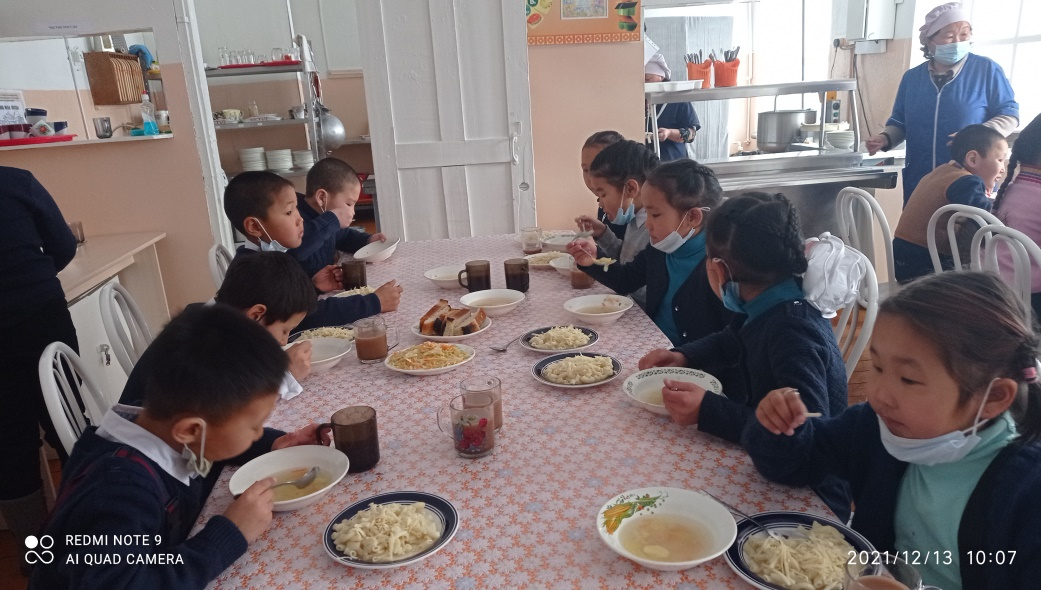 REDMI NOTE 9
AI QUAD CAMERA
2021/12/13 10:07